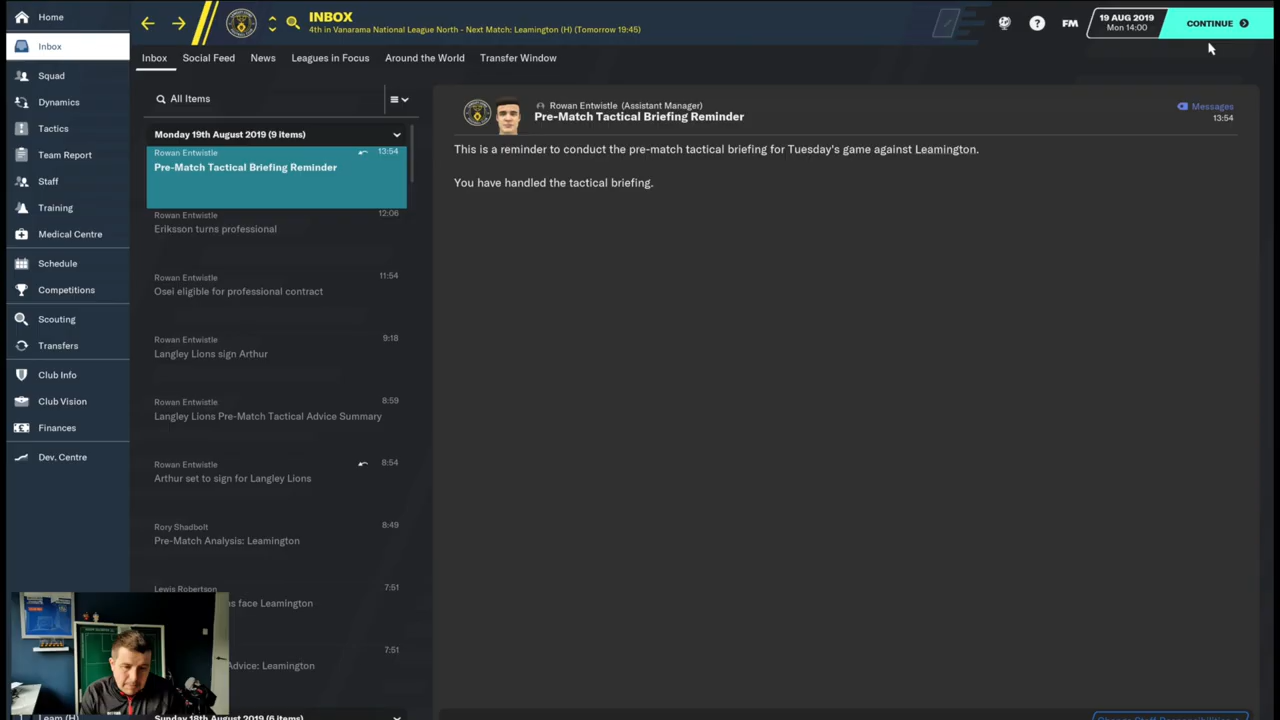 Home
Inbox
Squad
Dynamics
Tactics
Team Report
Staff
Training
Medical Centre
Schedule
Competitions
Scouting
Transfers
Club Info
Club Vision
Finances
Dev. Centre
INBOX
4th in Vanarama National League North - Next Match: Leamington (H) (Tomorrow 19:45)
FM
19 AUG 2019
Mon 14:00
CONTINUE
Inbox Social Feed News Leagues in Focus Around the World Transfer Window
All Items
Monday 19th August 2019 (9 items)
Rowan Entwistle 13:54
Pre-Match Tactical Briefing Reminder
Rowan Entwistle 12:06
Eriksson turns professional
Rowan Entwistle 11:54
Osei eligible for professional contract
Rowan Entwistle 9:18
Langley Lions sign Arthur
Rowan Entwistle 8:59
Langley Lions Pre-Match Tactical Advice Summary
Rowan Entwistle 8:54
Arthur set to sign for Langley Lions
Rory Shadbolt 8:49
Pre-Match Analysis: Leamington
Lewis Robertson 7:51
face Leamington
7:51
Advice: Leamington
Sunday 18th August 2019 (6 items)
Rowan Entwistle (Assistant Manager)
Pre-Match Tactical Briefing Reminder
Messages
13:54
This is a reminder to conduct the pre-match tactical briefing for Tuesday's game against Leamington.
You have handled the tactical briefing.
Change Staff Responsibilities
Team (H)